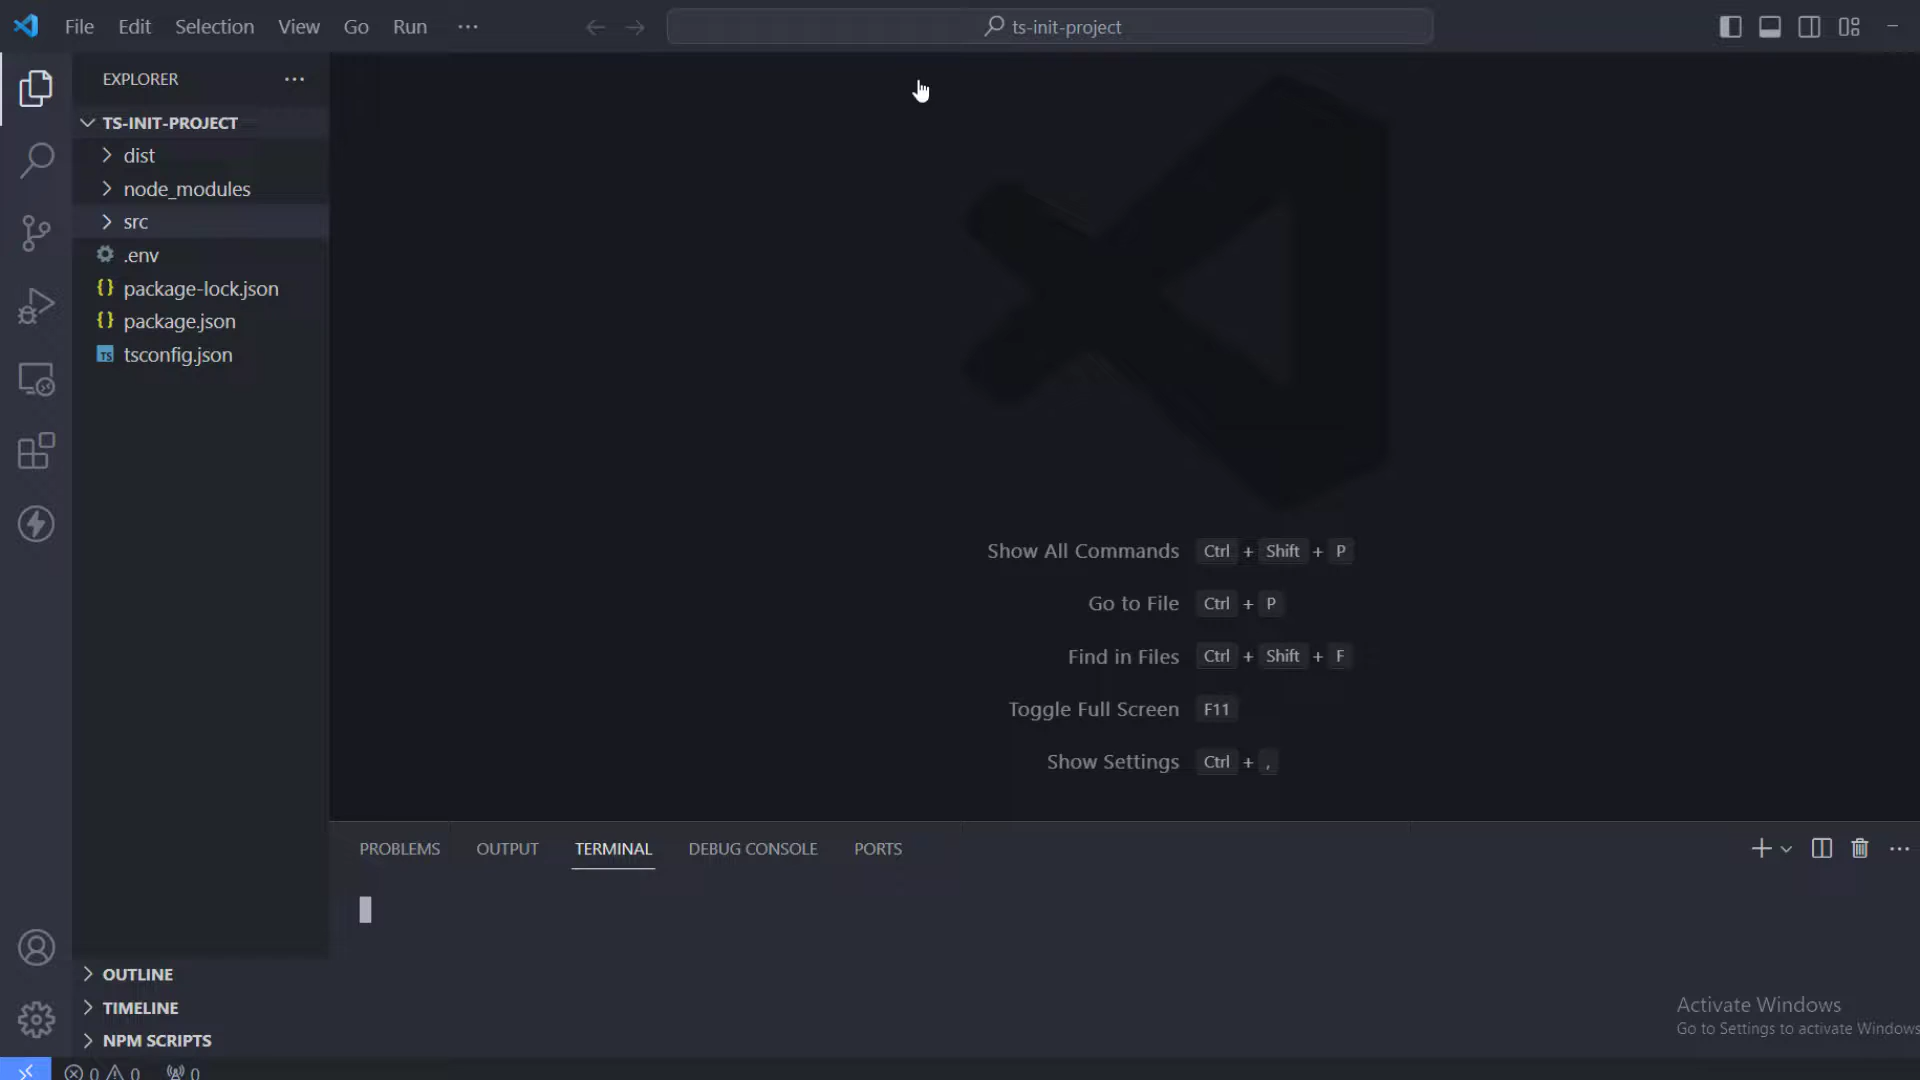 File Edit Selection View Go Run ···
ts-init-project
EXPLORER ···
TS-INIT-PROJECT
dist
node_modules
src
.env
{} package-lock.json
{} package.json
TS tsconfig.json
Show All Commands Ctrl + Shift + P
Go to File Ctrl + P
Find in Files Ctrl + Shift + F
Toggle Full Screen F11
Show Settings Ctrl + ,
PROBLEMS OUTPUT TERMINAL DEBUG CONSOLE PORTS
OUTLINE
TIMELINE
NPM SCRIPTS
Activate Windows
Go to Settings to activate Windows
0 0 0